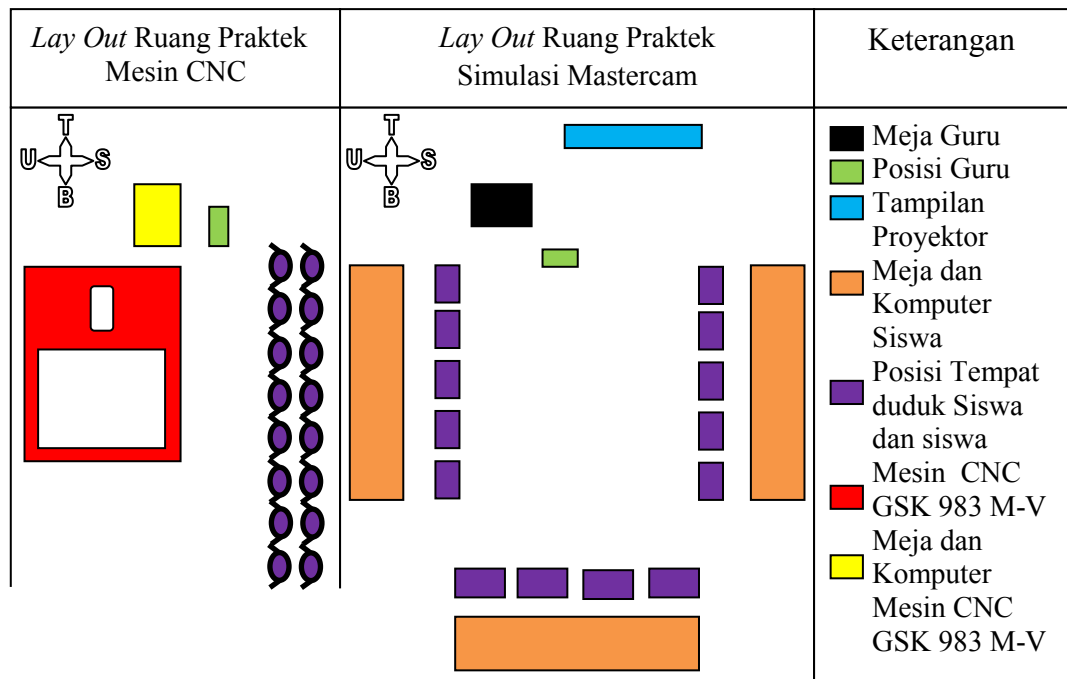 Lay Out Ruang Praktek
Mesin CNC
Lay Out Ruang Praktek
Simulasi Mastercam
Keterangan
T
U S
B
T
U S
B
Meja Guru
Posisi Guru
Tampilan
Proyektor
Meja dan
Komputer
Siswa
Posisi Tempat
duduk Siswa
dan siswa
Mesin CNC
GSK 983 M-V
Meja dan
Komputer
Mesin CNC
GSK 983 M-V